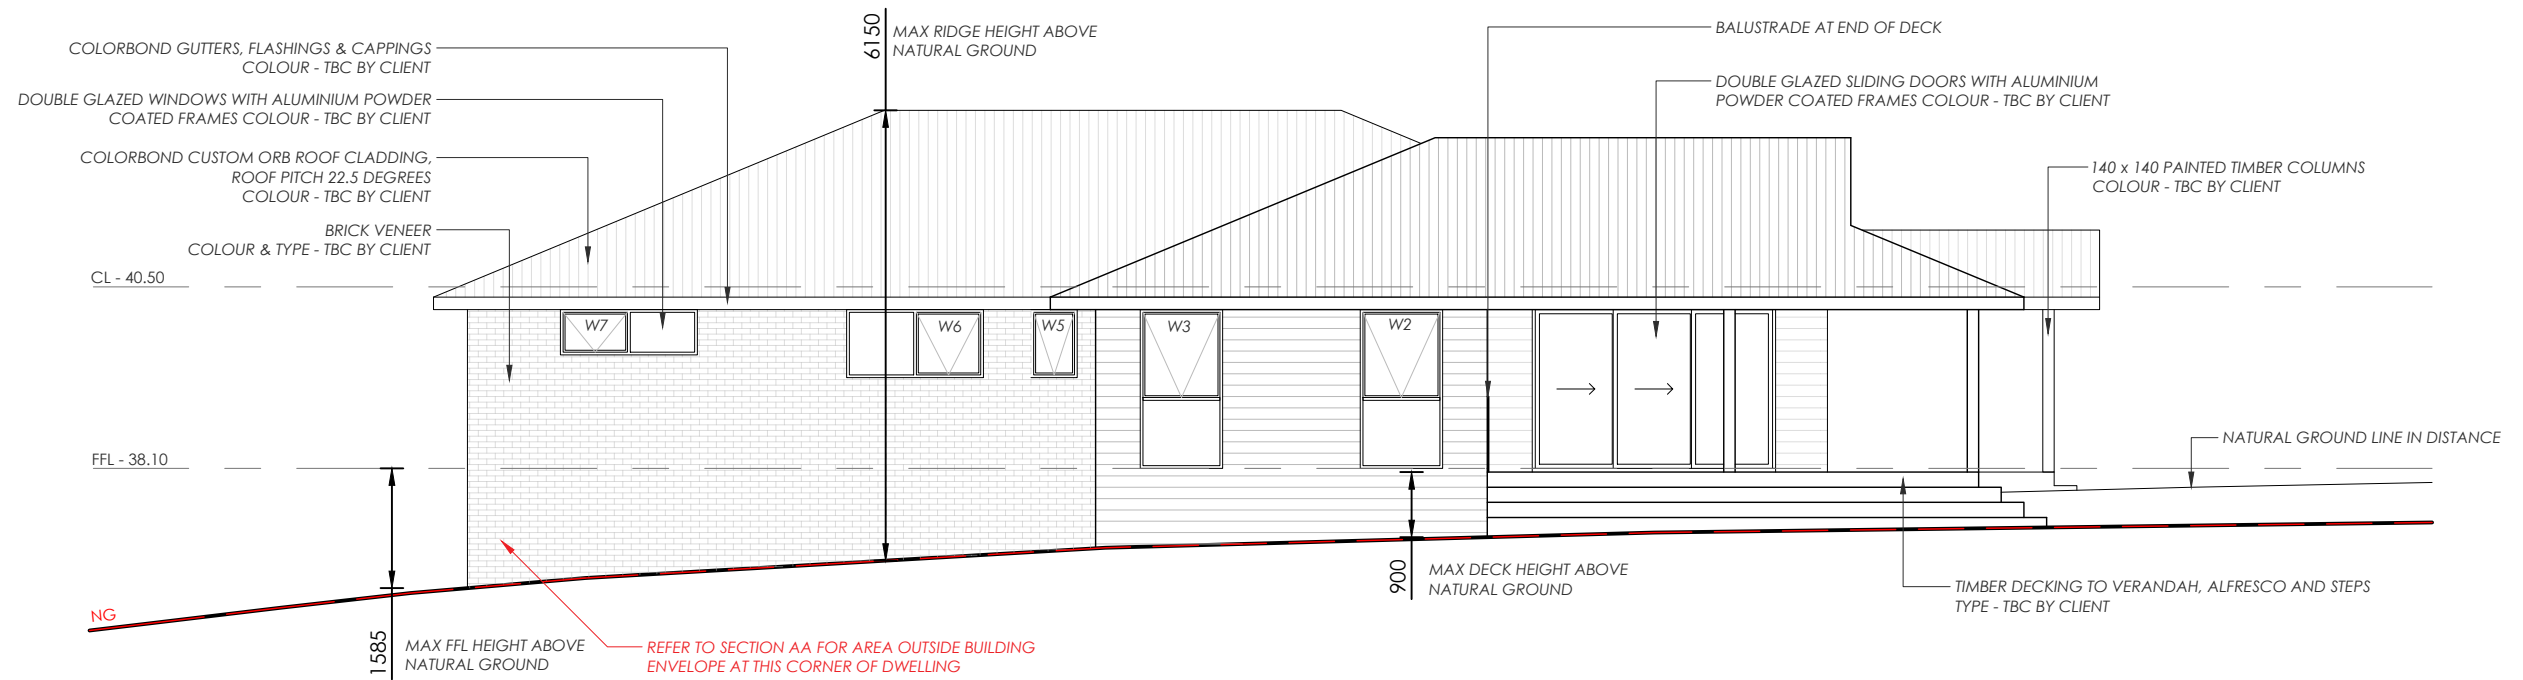 6150
MAX RIDGE HEIGHT ABOVE
NATURAL GROUND
BALUSTRADE AT END OF DECK
COLORBOND GUTTERS, FLASHINGS & CAPPINGS
COLOUR - TBC BY CLIENT
DOUBLE GLAZED SLIDING DOORS WITH ALUMINIUM
POWDER COATED FRAMES COLOUR - TBC BY CLIENT
DOUBLE GLAZED WINDOWS WITH ALUMINIUM POWDER
COATED FRAMES COLOUR - TBC BY CLIENT
COLORBOND CUSTOM ORB ROOF CLADDING,
ROOF PITCH 22.5 DEGREES
COLOUR - TBC BY CLIENT
140 x 140 PAINTED TIMBER COLUMNS
COLOUR - TBC BY CLIENT
BRICK VENEER
COLOUR & TYPE - TBC BY CLIENT
CL - 40.50
W7
W6
W5
W3
W2
NATURAL GROUND LINE IN DISTANCE
FFL - 38.10
900
MAX DECK HEIGHT ABOVE
NATURAL GROUND
TIMBER DECKING TO VERANDAH, ALFRESCO AND STEPS
TYPE - TBC BY CLIENT
NG
1585
MAX FFL HEIGHT ABOVE
NATURAL GROUND
REFER TO SECTION AA FOR AREA OUTSIDE BUILDING
ENVELOPE AT THIS CORNER OF DWELLING